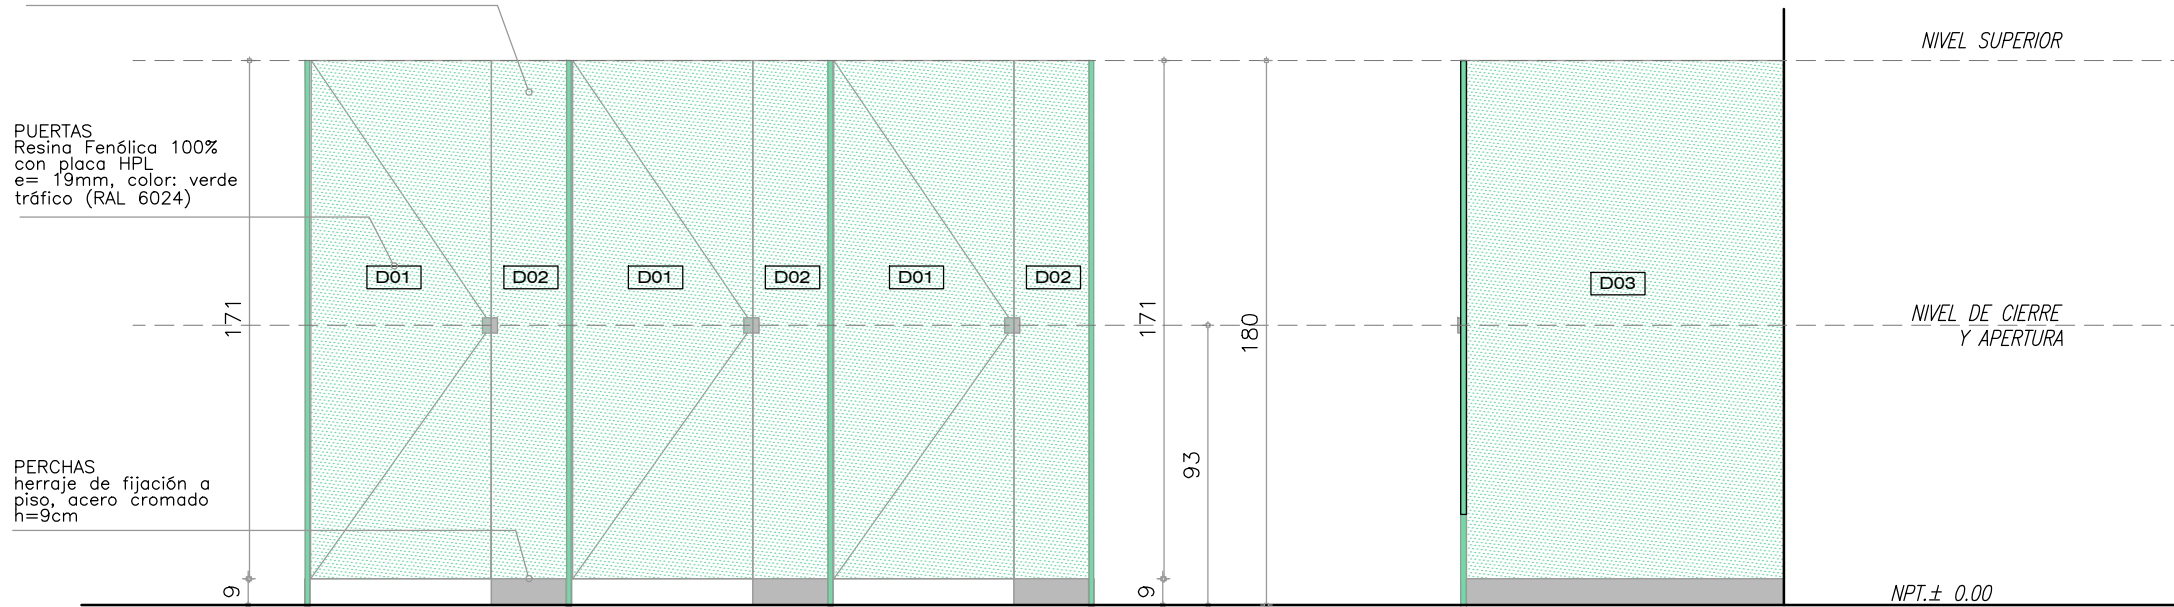 NIVEL SUPERIOR
PUERTAS
Resina Fenólica 100%
con placa HPL
e= 19mm, color: verde
tráfico (RAL 6024)
D01
D02
D01
D02
D01
D02
D03
171
171
180
NIVEL DE CIERRE
Y APERTURA
93
PERCHAS
herraje de fijación a
piso, acero cromado
h=9cm
9
9
NPT.± 0.00